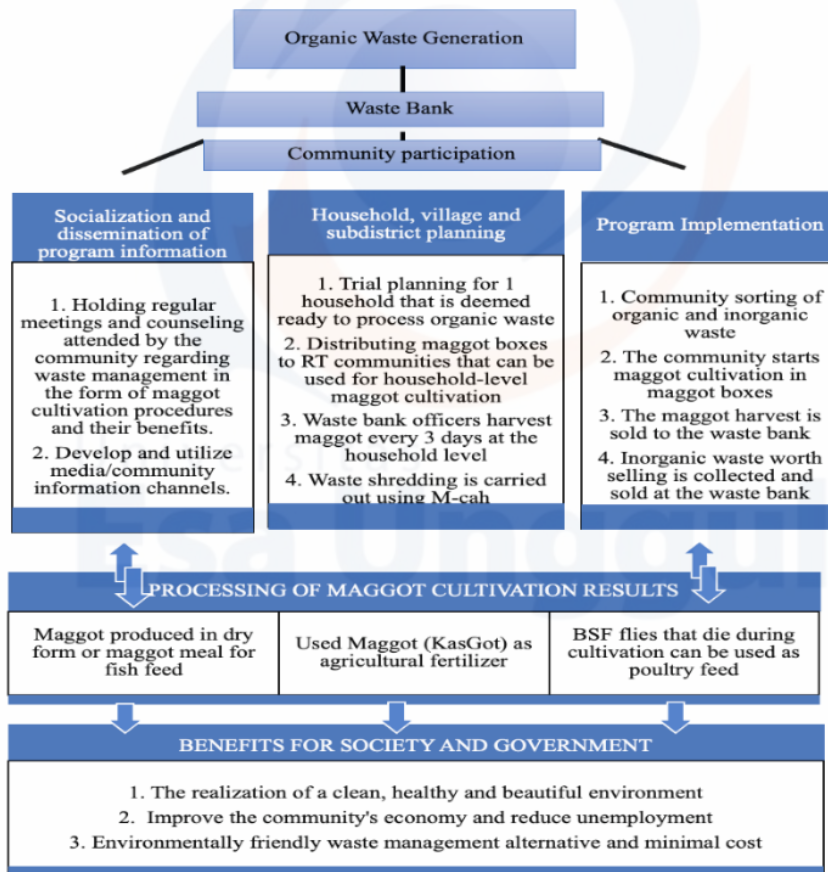 Organic Waste Generation
Waste Bank
Community participation
Socialization and
dissemination of
program information
1. Holding regular
meetings and counseling
attended by the
community regarding
waste management in
the form of maggot
cultivation procedures
and their benefits.
2. Develop and utilize
media/community
information channels.
Household, village and
subdistrict planning
1. Trial planning for 1
household that is deemed
ready to process organic waste
2. Distributing maggot boxes
to RT communities that can be
used for household-level
maggot cultivation
3. Waste bank officers harvest
maggot every 3 days at the
household level
4. Waste shredding is carried
out using M-cah
Program Implementation
1. Community sorting of
organic and inorganic
waste
2. The community starts
maggot cultivation in
maggot boxes
3. The maggot harvest is
sold to the waste bank
4. Inorganic waste worth
selling is collected and
sold at the waste bank
Universitas
Esa Unggul
PROCESSING OF MAGGOT CULTIVATION RESULTS
Maggot produced in dry
form or maggot meal for
fish feed
Used Maggot (KasGot) as
agricultural fertilizer
BSF flies that die during
cultivation can be used as
poultry feed
BENEFITS FOR SOCIETY AND GOVERNMENT
1. The realization of a clean, healthy and beautiful environment
2. Improve the community's economy and reduce unemployment
3. Environmentally friendly waste management alternative and minimal cost